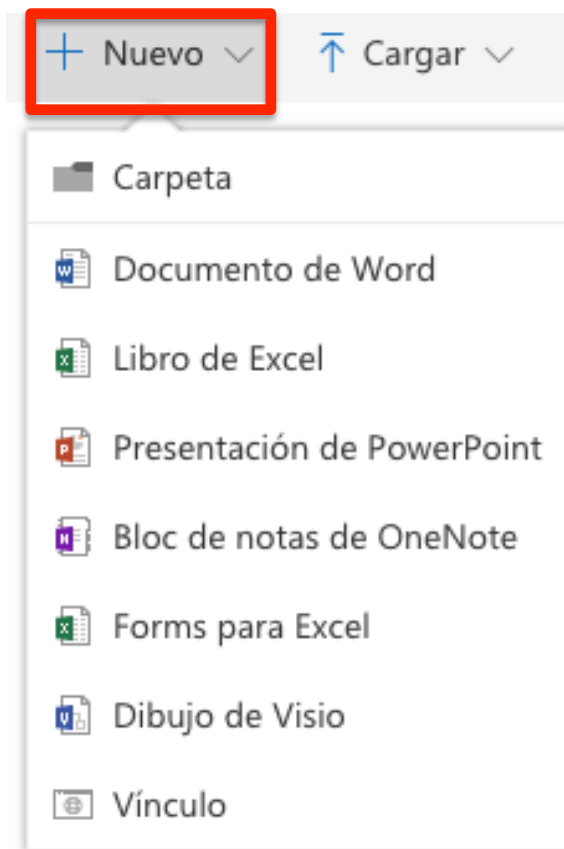 Nuevo Cargar
Carpeta
Documento de Word
Libro de Excel
Presentación de PowerPoint
Bloc de notas de OneNote
Forms para Excel
Dibujo de Visio
Vínculo